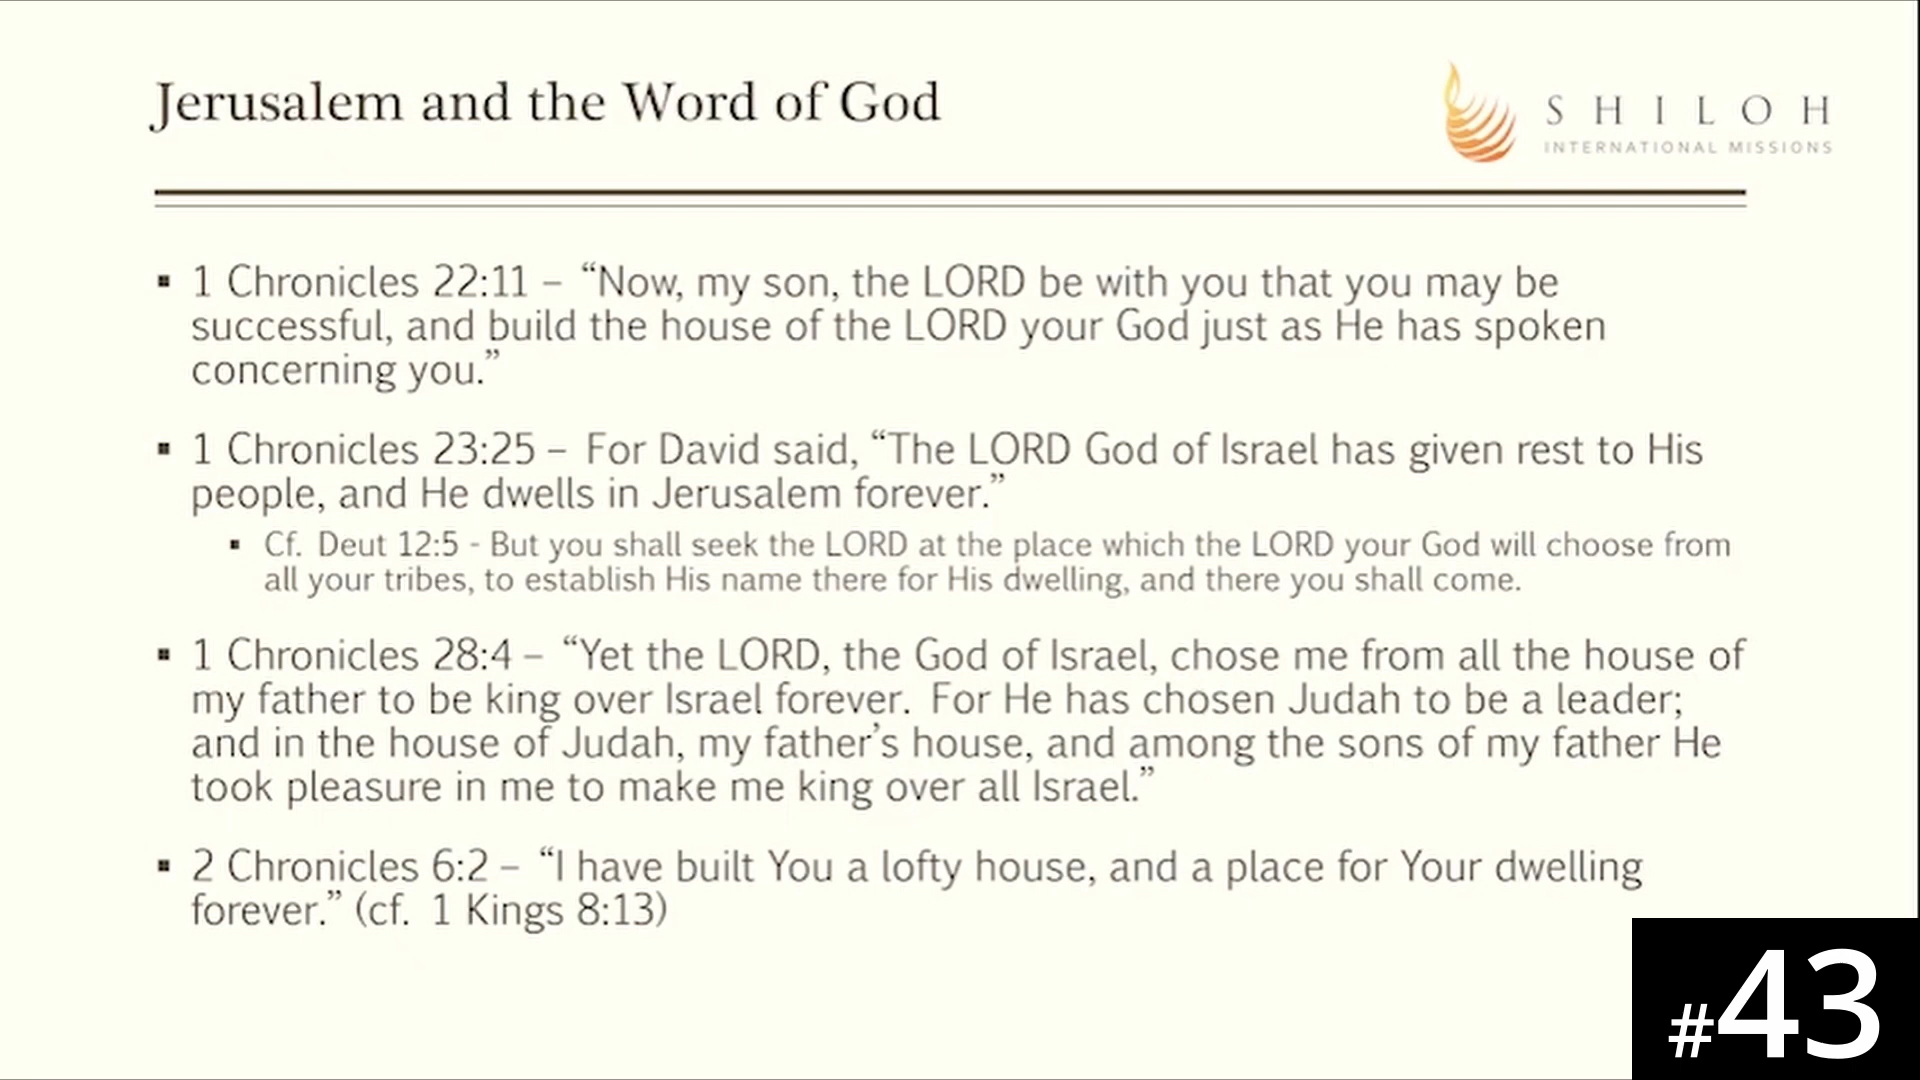 Jerusalem and the Word of God
SHILOH
INTERNATIONAL MISSIONS
▪ 1 Chronicles 22:11 – “Now, my son, the LORD be with you that you may be
successful, and build the house of the LORD your God just as He has spoken
concerning you.”
▪ 1 Chronicles 23:25 – For David said, “The LORD God of Israel has given rest to His
people, and He dwells in Jerusalem forever.”
▪ Cf. Deut 12:5 - But you shall seek the LORD at the place which the LORD your God will choose from
all your tribes, to establish His name there for His dwelling, and there you shall come.
▪ 1 Chronicles 28:4 – “Yet the LORD, the God of Israel, chose me from all the house of
my father to be king over Israel forever. For He has chosen Judah to be a leader;
and in the house of Judah, my father’s house, and among the sons of my father He
took pleasure in me to make me king over all Israel.”
▪ 2 Chronicles 6:2 – “I have built You a lofty house, and a place for Your dwelling
forever.” (cf. 1 Kings 8:13)
#43